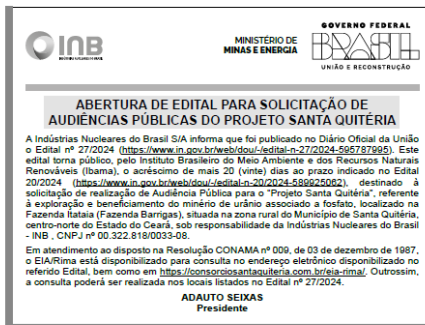 INB
MINISTÉRIO DE
MINAS E ENERGIA
GOVERNO FEDERAL
BRASIL
UNIÃO E RECONSTRUÇÃO
ABERTURA DE EDITAL PARA SOLICITAÇÃO DE
AUDIÊNCIAS PÚBLICAS DO PROJETO SANTA QUITÉRIA
A Indústrias Nucleares do Brasil S/A informa que foi publicado no Diário Oficial da União
o Edital nº 27/2024 (https://www.in.gov.br/web/dou/-/edital-n-27/2024-595787995). Este
edital torna público, pelo Instituto Brasileiro do Meio Ambiente e dos Recursos Naturais
Renováveis (Ibama), o acréscimo de mais 20 (vinte) dias ao prazo indicado no Edital
20/2024 (https://www.in.gov.br/web/dou/-/edital-n-20/2024-589925062), destinado à
solicitação de realização de Audiência Pública para o "Projeto Santa Quitéria", referente
à exploração e beneficiamento do minério de urânio associado a fosfato, localizado na
Fazenda Itataia (Fazenda Barrigas), situada na zona rural do Município de Santa Quitéria,
centro-norte do Estado do Ceará, sob responsabilidade da Indústrias Nucleares do Brasil
- INB , CNPJ nº 00.322.818/0033-08.
Em atendimento ao disposto na Resolução CONAMA nº 009, de 03 de dezembro de 1987,
o EIA/Rima está disponibilizado para consulta no endereço eletrônico disponibilizado no
referido Edital, bem como em https://consorciosantaquiteria.com.br/eia-rima/. Outrossim,
a consulta poderá ser realizada nos locais listados no Edital nº 27/2024.
ADAUTO SEIXAS
Presidente